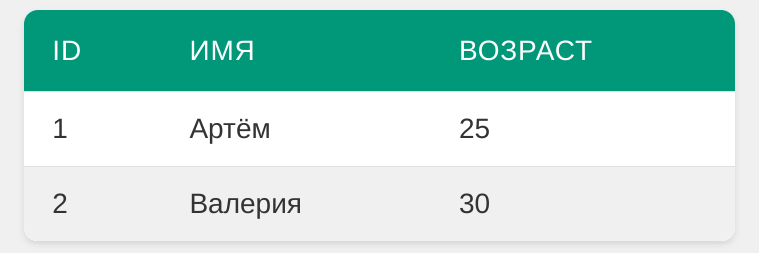 ID ИМЯ ВОЗРАСТ
1 Артём 25
2 Валерия 30